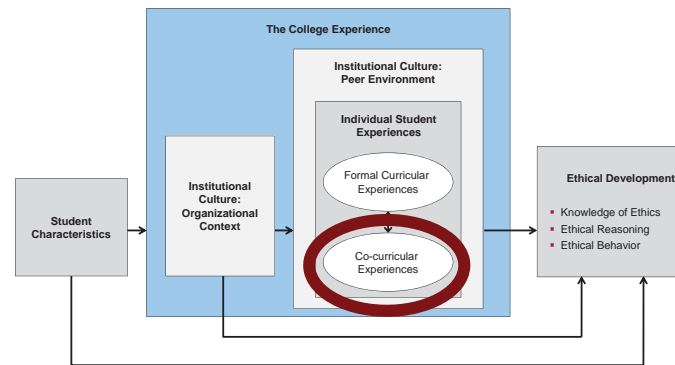 The College Experience
Institutional Culture:
Peer Environment
Individual Student
Experiences
Formal Curricular
Experiences
Co-curricular
Experiences
Institutional
Culture:
Organizational
Context
Student
Characteristics
Ethical Development
▪ Knowledge of Ethics
▪ Ethical Reasoning
▪ Ethical Behavior